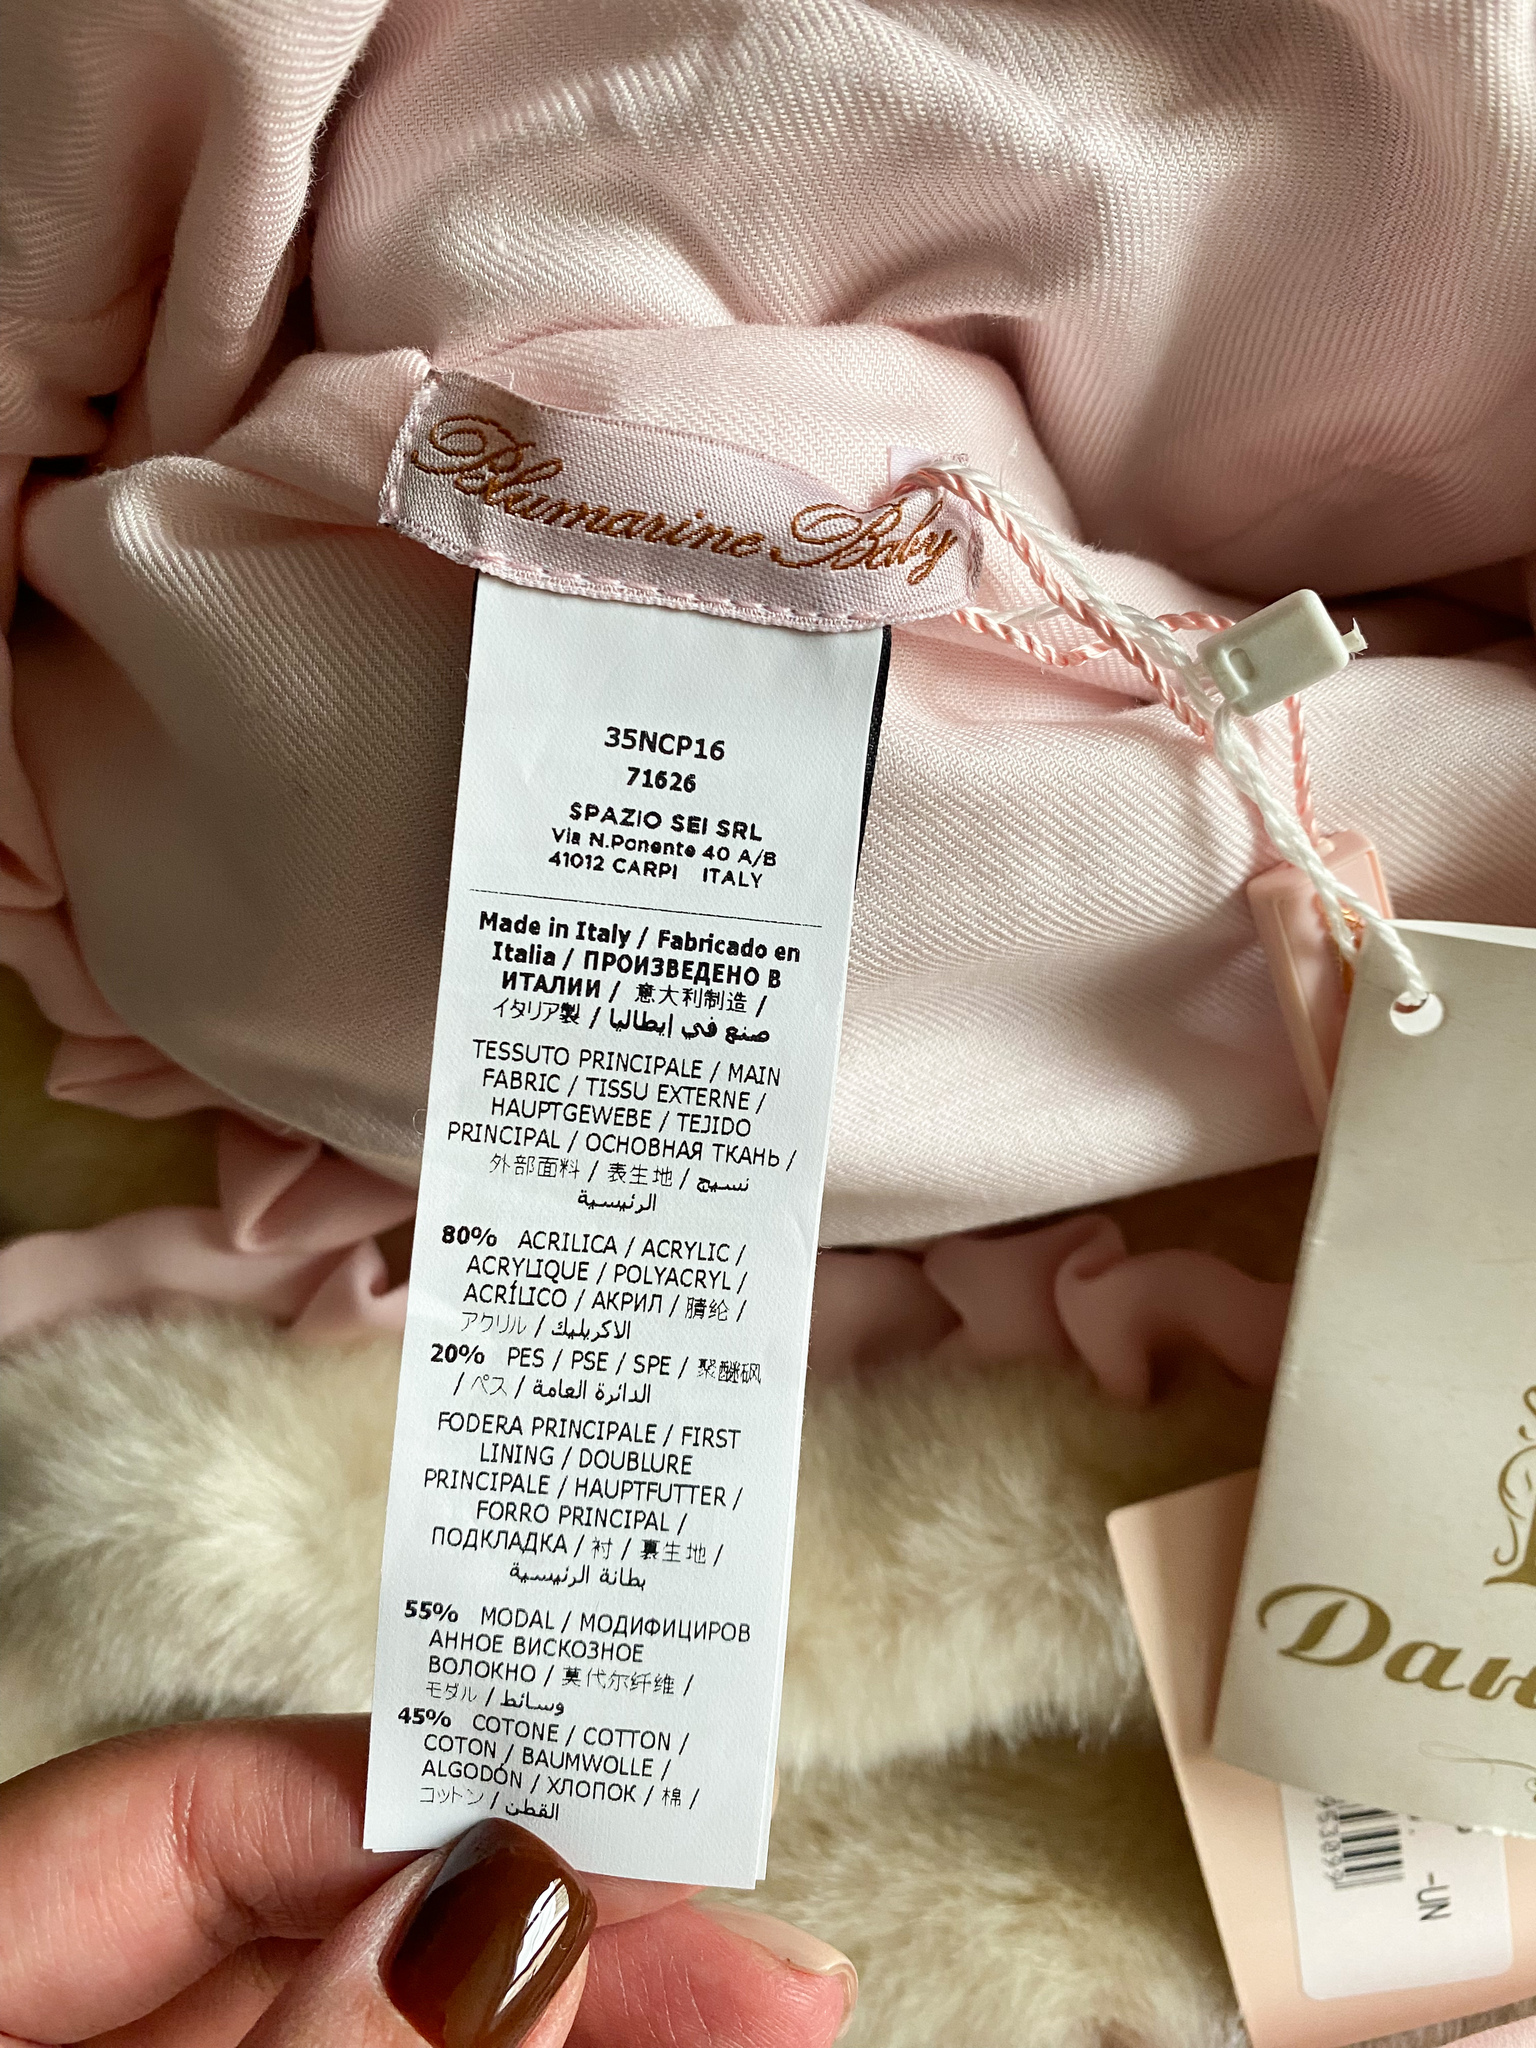 Blumarine Baby
35NCP16
71626
SPAZIO SEI SRL
Via N.Ponente 40 A/B
41012 CARPI ITALY
Made in Italy / Fabricado en
Italia / ПРОИЗВЕДЕНО В
ИТАЛИИ / 意大利制造 /
イタリア製 / صنع في إيطاليا
TESSUTO PRINCIPALE / MAIN
FABRIC / TISSU EXTERNE /
HAUPTGEWEBE / TEJIDO
PRINCIPAL / ОСНОВНАЯ ТКАНЬ /
外部面料 / 表生地 / نسيج
الرئيسية
80% ACRILICA / ACRYLIC /
ACRYLIQUE / POLYACRYL /
ACRÍLICO / АКРИЛ / 腈纶 /
アクリル / الاكريليك
20% PES / PSE / SPE / 聚醚砜
/ ペス / الدائرة العامة
FODERA PRINCIPALE / FIRST
LINING / DOUBLURE
PRINCIPALE / HAUPTFUTTER /
FORRO PRINCIPAL /
ПОДКЛАДКА / 衬 / 裏生地 /
بطانة الرئيسية
55% MODAL / МОДИФИЦИРОВ
АННОЕ ВИСКОЗНОЕ
ВОЛОКНО / 莫代尔纤维 /
モダル / وسائط
45% COTONE / COTTON /
COTON / BAUMWOLLE /
ALGODÓN / ХЛОПОК / 棉 /
コットン / القطن
-UN